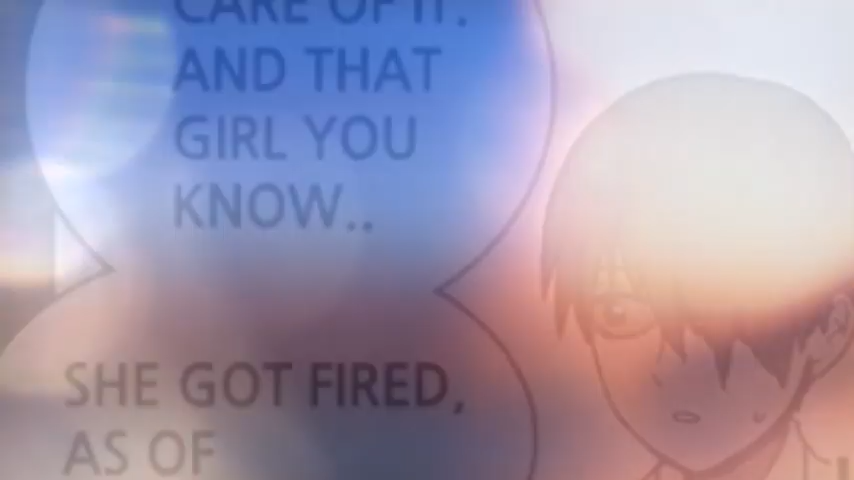 CARE OF IT.
AND THAT
GIRL YOU
KNOW..
SHE GOT FIRED,
AS OF